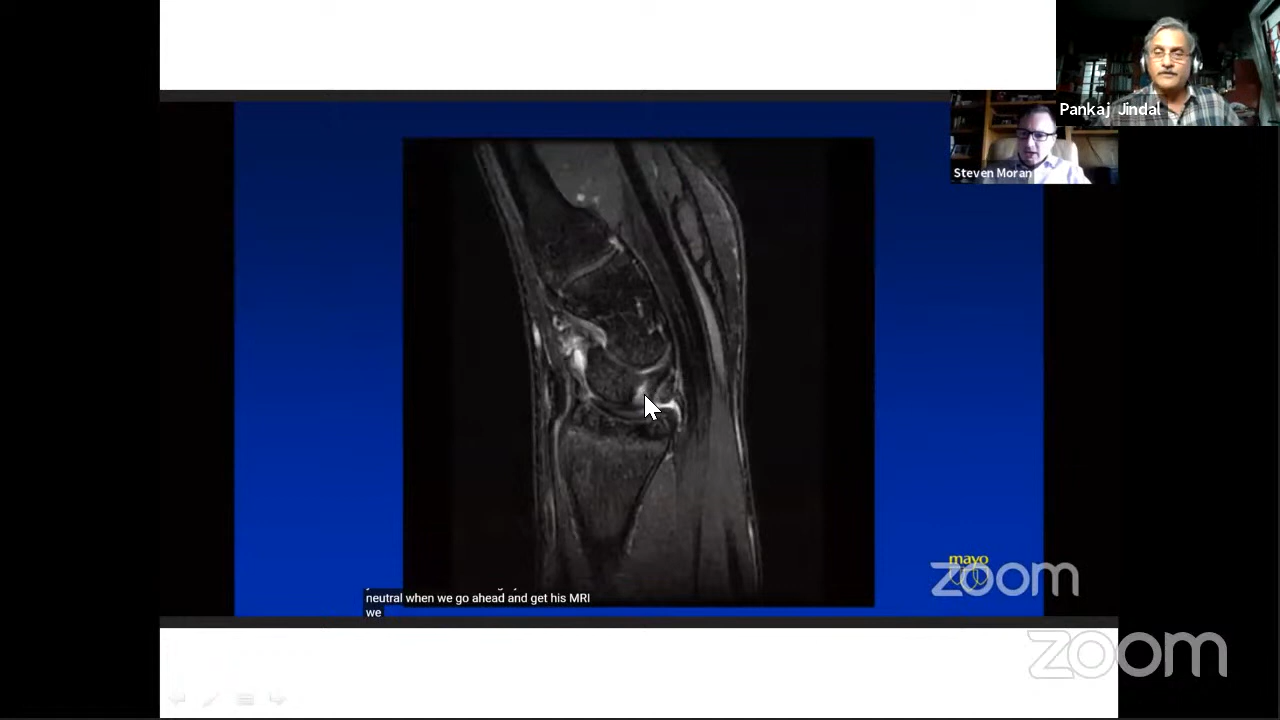 Pankaj Jindal
Steven Moran
mayo
zoom
neutral when we go ahead and get his MRI
we
zoom